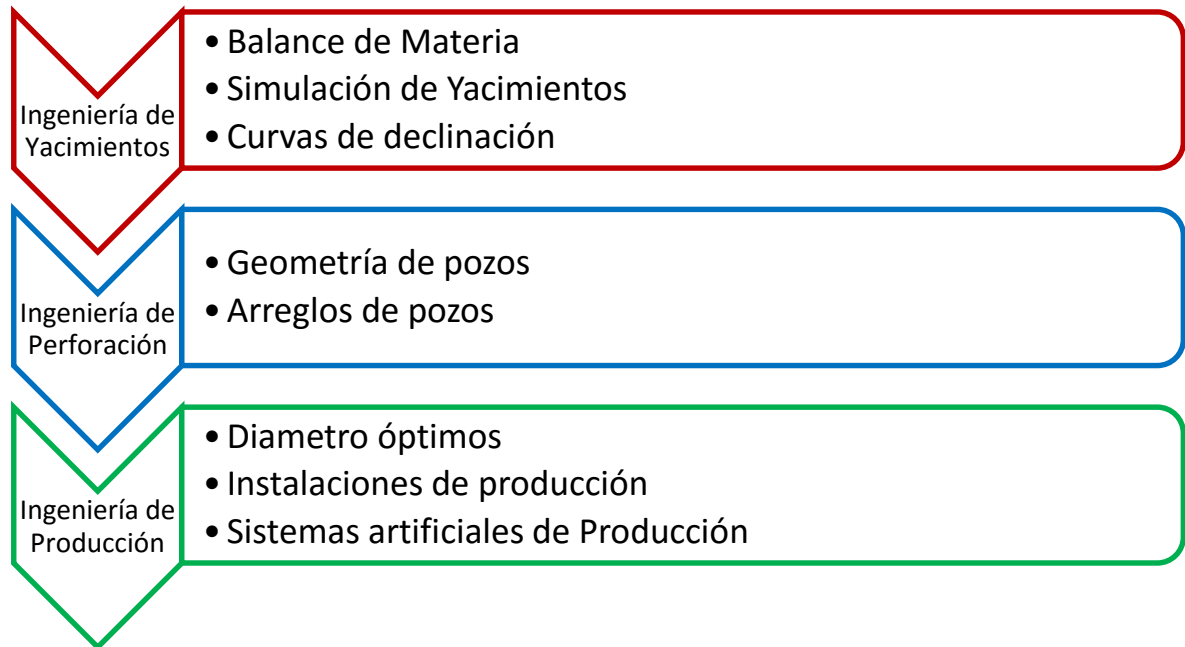 Ingeniería de
Yacimientos
• Balance de Materia
• Simulación de Yacimientos
• Curvas de declinación
Ingeniería de
Perforación
• Geometría de pozos
• Arreglos de pozos
Ingeniería de
Producción
• Diametro óptimos
• Instalaciones de producción
• Sistemas artificiales de Producción